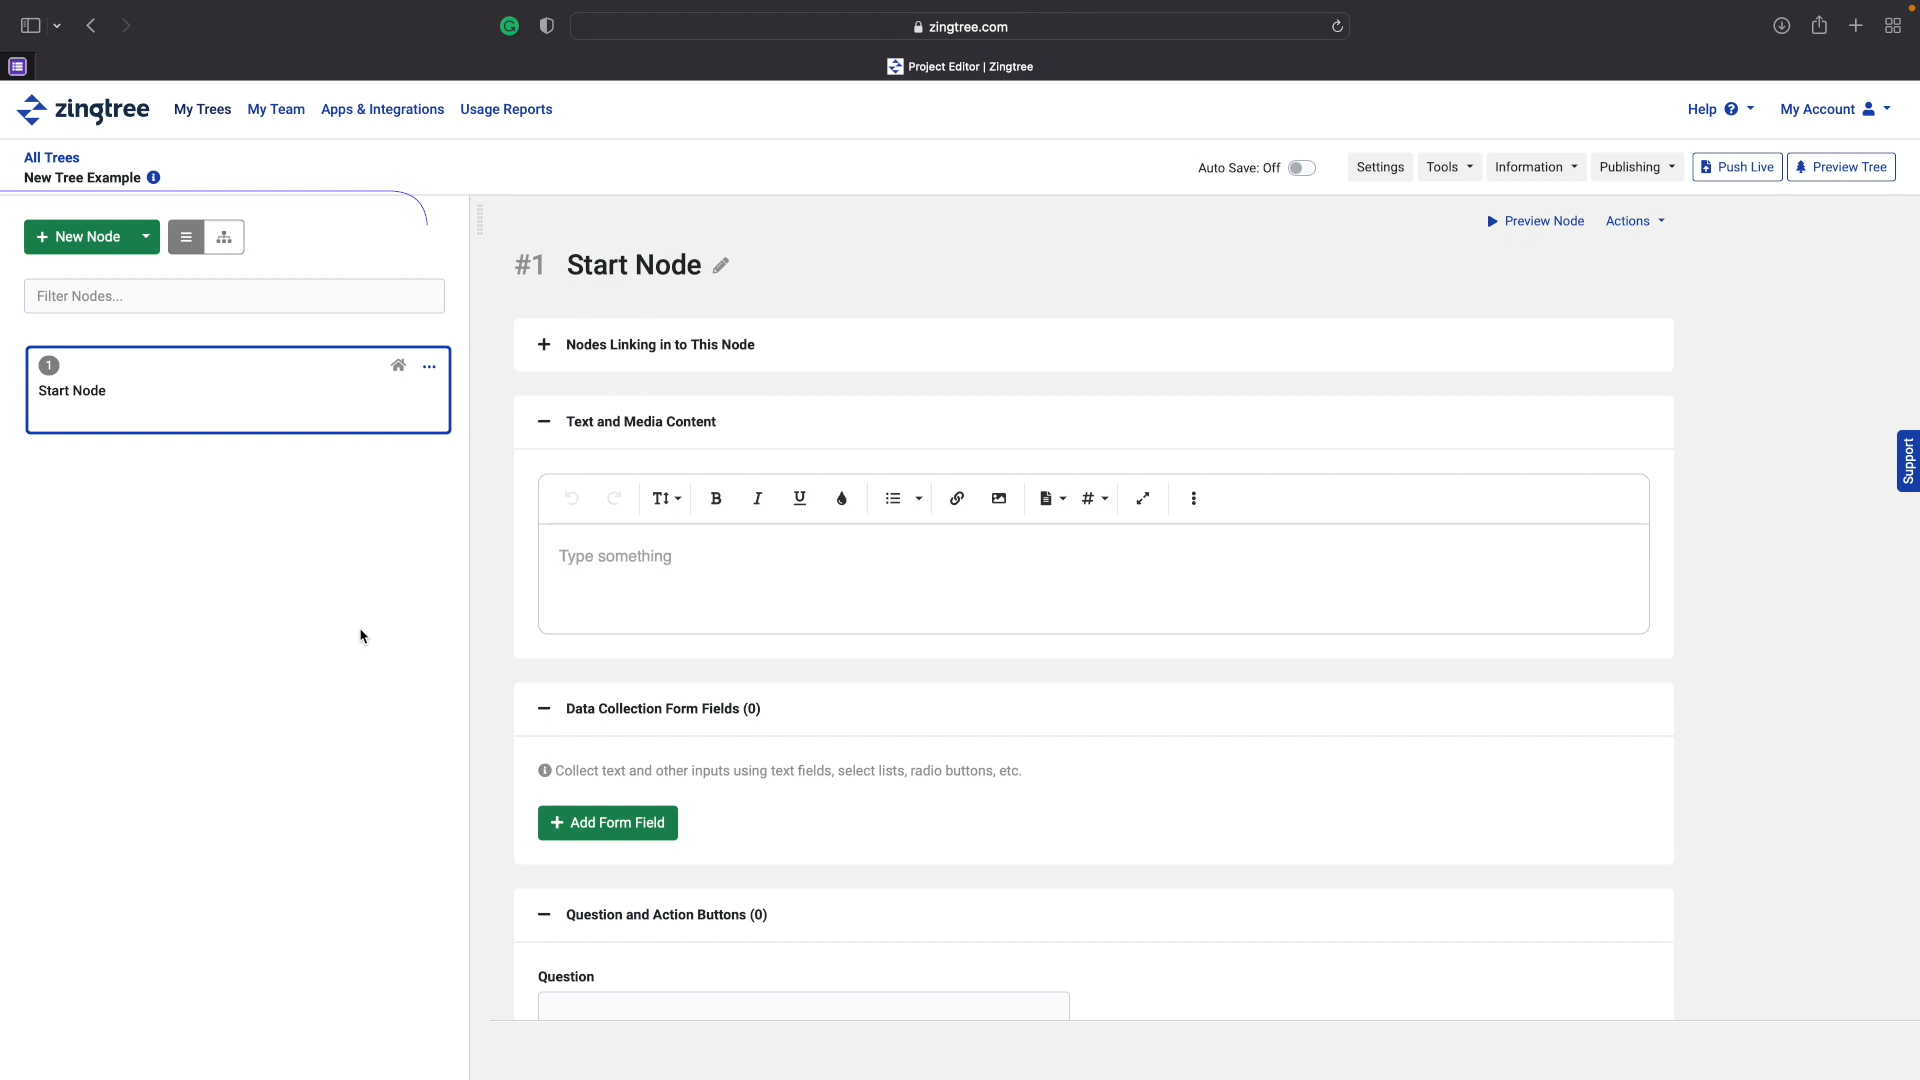 zingtree.com
Project Editor | Zingtree
zingtree My Trees My Team Apps & Integrations Usage Reports Help ? My Account
All Trees
New Tree Example
Auto Save: Off Settings Tools Information Publishing Push Live Preview Tree
+ New Node
Preview Node Actions
#1 Start Node
Filter Nodes...
+ Nodes Linking in to This Node
1
Start Node
Text and Media Content
Support
B I U #
Type something
Data Collection Form Fields (0)
Collect text and other inputs using text fields, select lists, radio buttons, etc.
+ Add Form Field
Question and Action Buttons (0)
Question